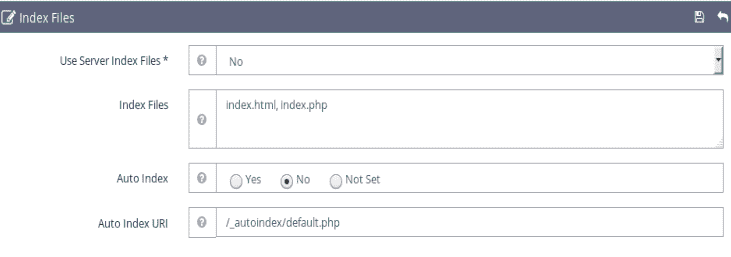 Index Files
Use Server Index Files *
No
Index Files
index.html, index.php
Auto Index
Yes No Not Set
Auto Index URI
/_autoindex/default.php